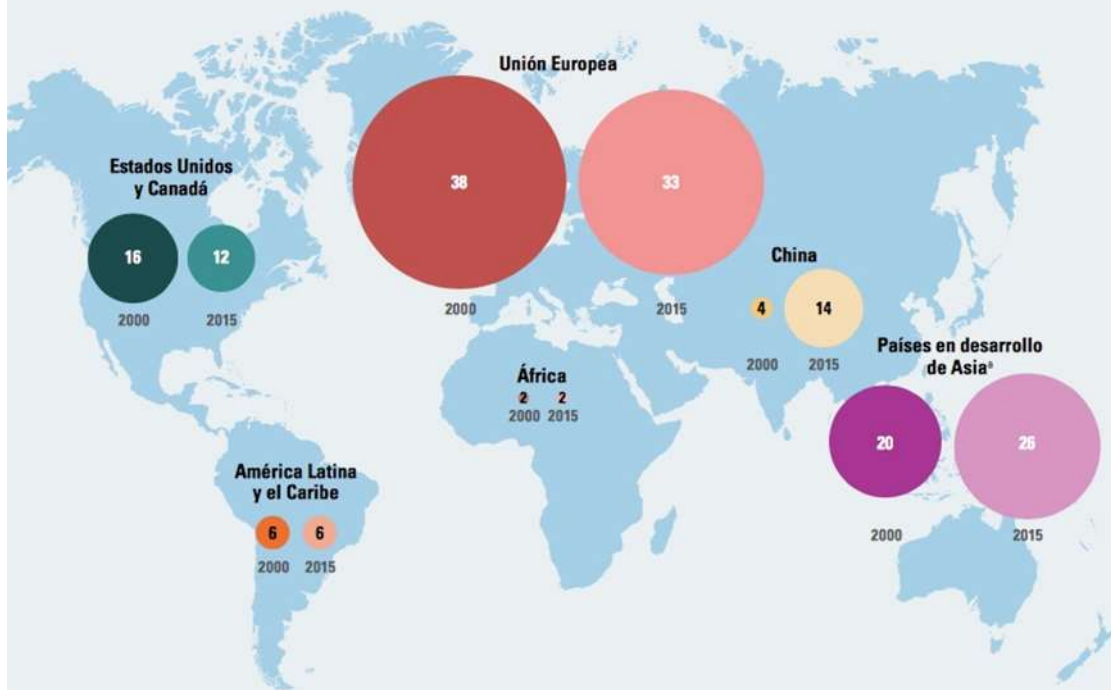 Unión Europea
38
33
2000
2015
Estados Unidos
y Canadá
16
12
2000
2015
China
4
14
2000
2015
Países en desarrollo
de Asiaª
20
26
2000
2015
África
2
2
2000
2015
América Latina
y el Caribe
6
6
2000
2015